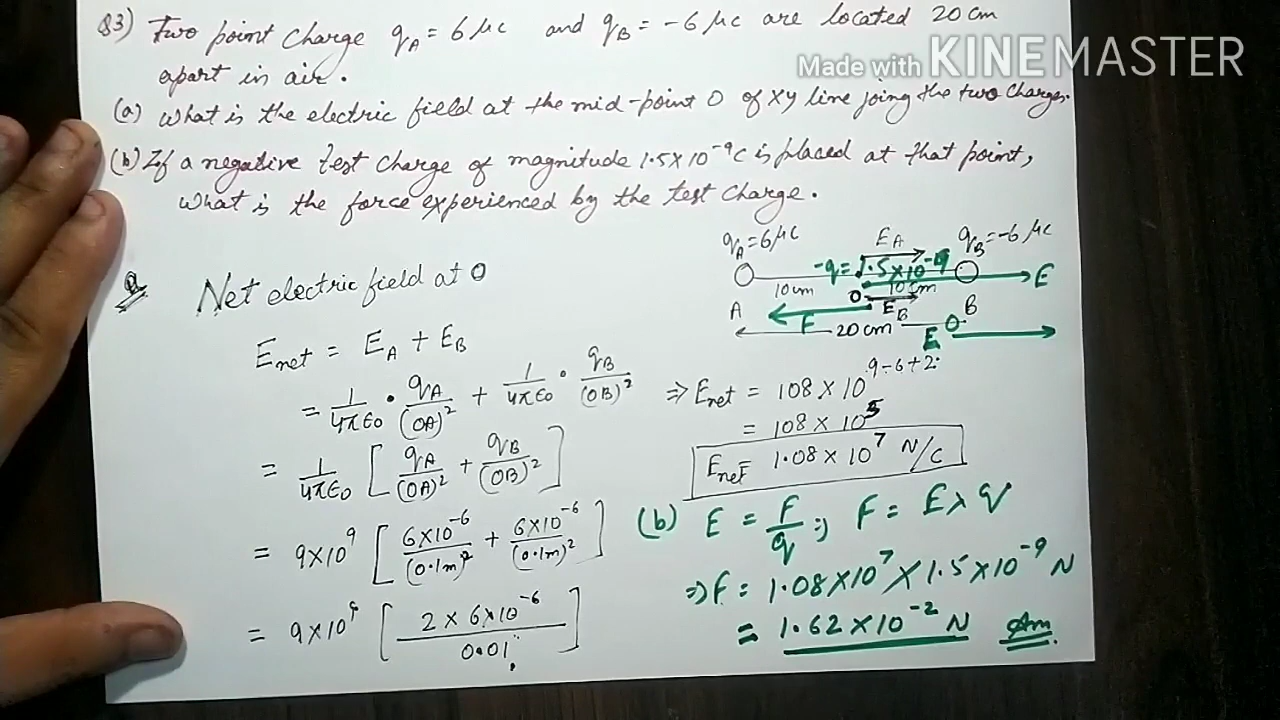 Q3) Two point charge qA = 6 μc and qB = -6 μc are located 20 cm
apart in air.
Made with KINEMASTER
(a) What is the electric field at the mid-point O of XY line joing the two charges.
(b) If a negative test charge of magnitude 1.5×10⁻⁹C is placed at that point,
What is the force experienced by the test charge.
qA = 6 μC EA qB = -6 μC
-q = 1.5×10⁻⁹ E
10 cm O 10 cm
A F EB B
20 cm E
Net electric field at O
Enet = EA + EB
= 1/4πε0 · qA/(OA)² + 1/4πε0 · qB/(OB)²
= 1/4πε0 [qA/(OA)² + qB/(OB)²]
= 9×10⁹ [6×10⁻⁶/(0.1m)² + 6×10⁻⁶/(0.1m)²]
= 9×10⁹ [2×6×10⁻⁶/0.01]
⇒ Enet = 108 × 10⁹⁻⁶⁺²
= 108 × 10⁵
Enet = 1.08 × 10⁷ N/C
(b) E = F/q ; F = E × q
⇒ F = 1.08×10⁷ × 1.5×10⁻⁹ N
= 1.62 × 10⁻² N Am